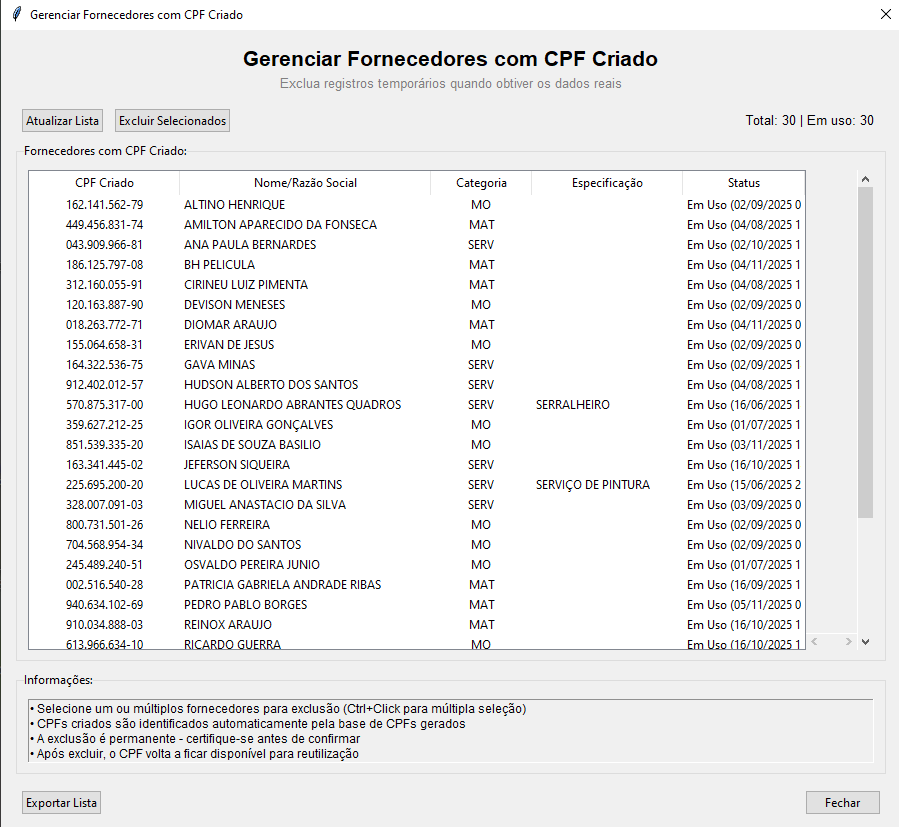 Gerenciar Fornecedores com CPF Criado
Gerenciar Fornecedores com CPF Criado
Exclua registros temporários quando obtiver os dados reais
Atualizar Lista Excluir Selecionados Total: 30 | Em uso: 30
Fornecedores com CPF Criado:
CPF Criado Nome/Razão Social Categoria Especificação Status
162.141.562-79 ALTINO HENRIQUE MO Em Uso (02/09/2025 0
449.456.831-74 AMILTON APARECIDO DA FONSECA MAT Em Uso (04/08/2025 1
043.909.966-81 ANA PAULA BERNARDES SERV Em Uso (02/10/2025 1
186.125.797-08 BH PELICULA MAT Em Uso (04/11/2025 1
312.160.055-91 CIRINEU LUIZ PIMENTA MAT Em Uso (04/08/2025 1
120.163.887-90 DEVISON MENESES MO Em Uso (02/09/2025 0
018.263.772-71 DIOMAR ARAUJO MAT Em Uso (04/11/2025 0
155.064.658-31 ERIVAN DE JESUS MO Em Uso (02/09/2025 0
164.322.536-75 GAVA MINAS SERV Em Uso (02/09/2025 1
912.402.012-57 HUDSON ALBERTO DOS SANTOS SERV Em Uso (04/08/2025 1
570.875.317-00 HUGO LEONARDO ABRANTES QUADROS SERV SERRALHEIRO Em Uso (16/06/2025 1
359.627.212-25 IGOR OLIVEIRA GONÇALVES MO Em Uso (01/07/2025 1
851.539.335-20 ISAIAS DE SOUZA BASILIO MO Em Uso (03/11/2025 1
163.341.445-02 JEFERSON SIQUEIRA SERV Em Uso (16/10/2025 1
225.695.200-20 LUCAS DE OLIVEIRA MARTINS SERV SERVIÇO DE PINTURA Em Uso (15/06/2025 2
328.007.091-03 MIGUEL ANASTACIO DA SILVA SERV Em Uso (03/09/2025 0
800.731.501-26 NELIO FERREIRA MO Em Uso (02/09/2025 0
704.568.954-34 NIVALDO DO SANTOS MO Em Uso (02/09/2025 0
245.489.240-51 OSVALDO PEREIRA JUNIO MO Em Uso (01/07/2025 1
002.516.540-28 PATRICIA GABRIELA ANDRADE RIBAS MAT Em Uso (16/09/2025 1
940.634.102-69 PEDRO PABLO BORGES MAT Em Uso (05/11/2025 0
910.034.888-03 REINOX ARAUJO MAT Em Uso (16/10/2025 1
613.966.634-10 RICARDO GUERRA MO Em Uso (16/10/2025 1
Informações:
• Selecione um ou múltiplos fornecedores para exclusão (Ctrl+Click para múltipla seleção)
• CPFs criados são identificados automaticamente pela base de CPFs gerados
• A exclusão é permanente - certifique-se antes de confirmar
• Após excluir, o CPF volta a ficar disponível para reutilização
Exportar Lista Fechar